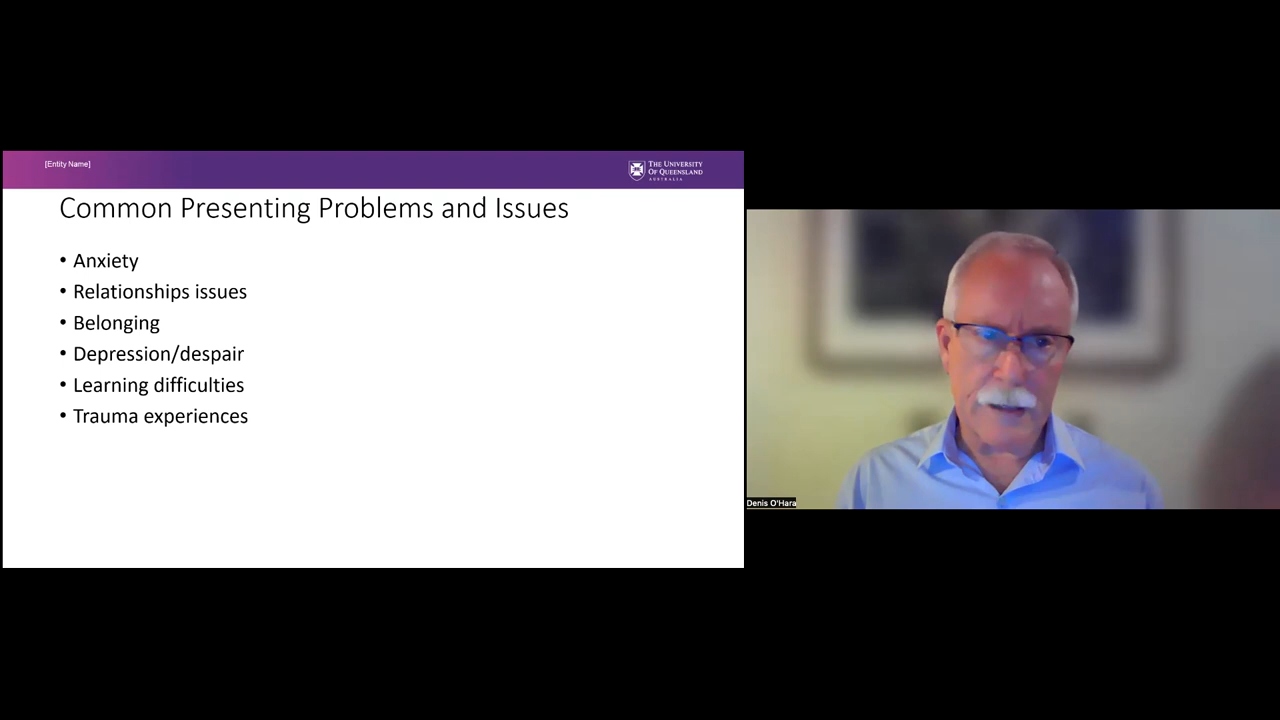 [Entity Name]
THE UNIVERSITY
OF QUEENSLAND
AUSTRALIA
Common Presenting Problems and Issues
• Anxiety
• Relationships issues
• Belonging
• Depression/despair
• Learning difficulties
• Trauma experiences
Denis O'Hara